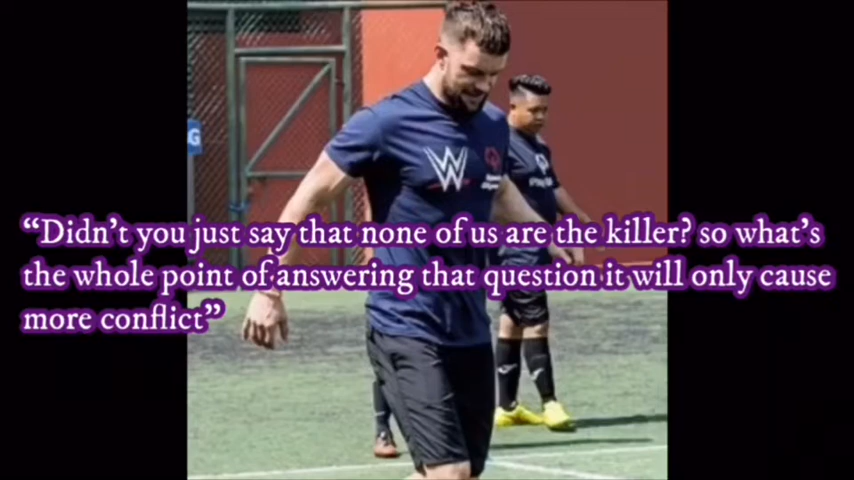 G
W
“Didn’t you just say that none of us are the killer? so what’s
the whole point of answering that question it will only cause
more conflict”